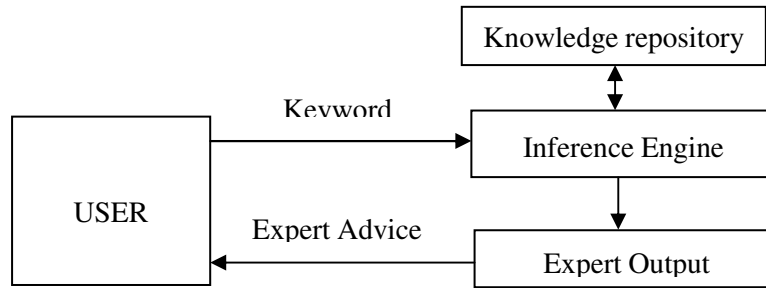 Knowledge repository
Keyword
Inference Engine
USER
Expert Advice
Expert Output